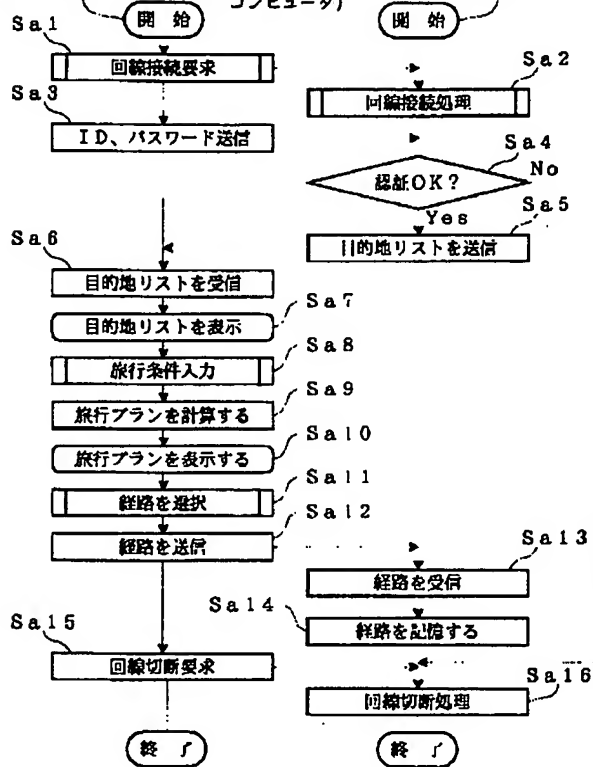 コンピュータ)
開 始
開 始
Sa1
回線接続要求
Sa2
回線接続処理
Sa3
ID、パスワード送信
Sa4
認証OK?
No
Yes
Sa5
目的地リストを送信
Sa6
目的地リストを受信
Sa7
目的地リストを表示
Sa8
旅行条件入力
Sa9
旅行プランを計算する
Sa10
旅行プランを表示する
Sa11
経路を選択
Sa12
経路を送信
Sa13
経路を受信
Sa14
経路を記憶する
Sa15
回線切断要求
Sa16
回線切断処理
終 了
終 了